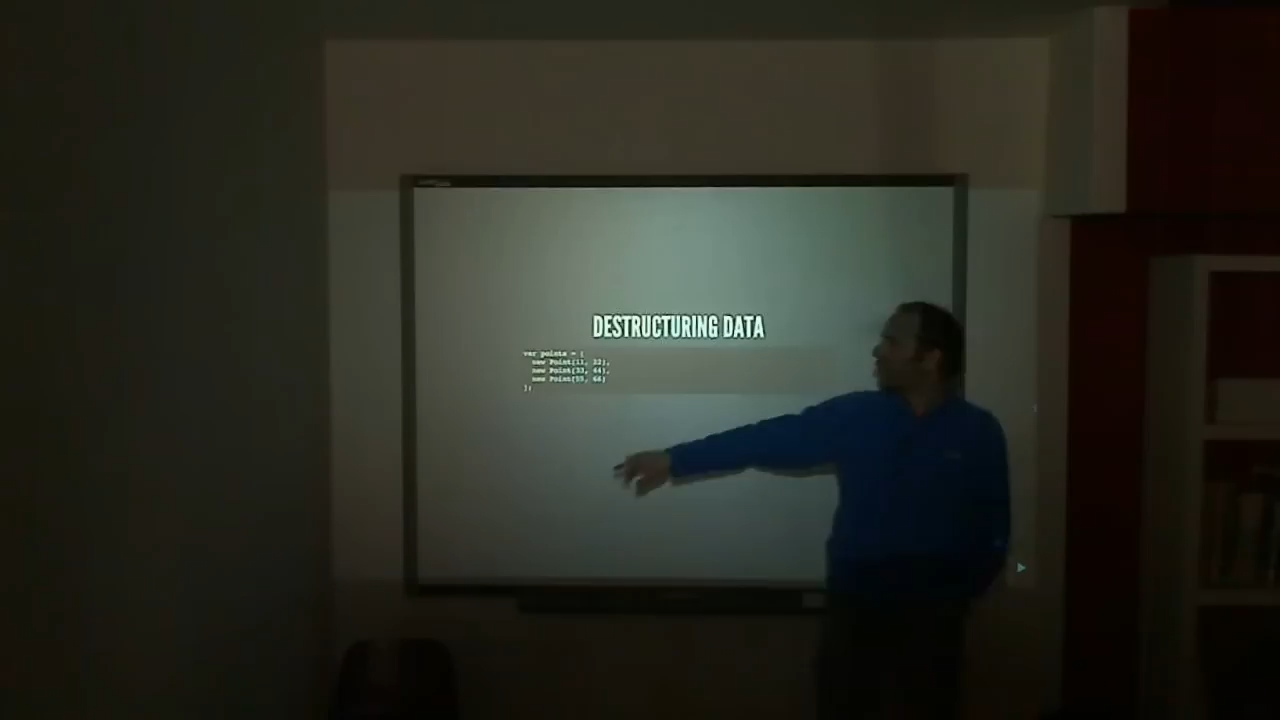 DESTRUCTURING DATA
var points = [
new Point(11, 22),
new Point(33, 44),
new Point(55, 66)
];